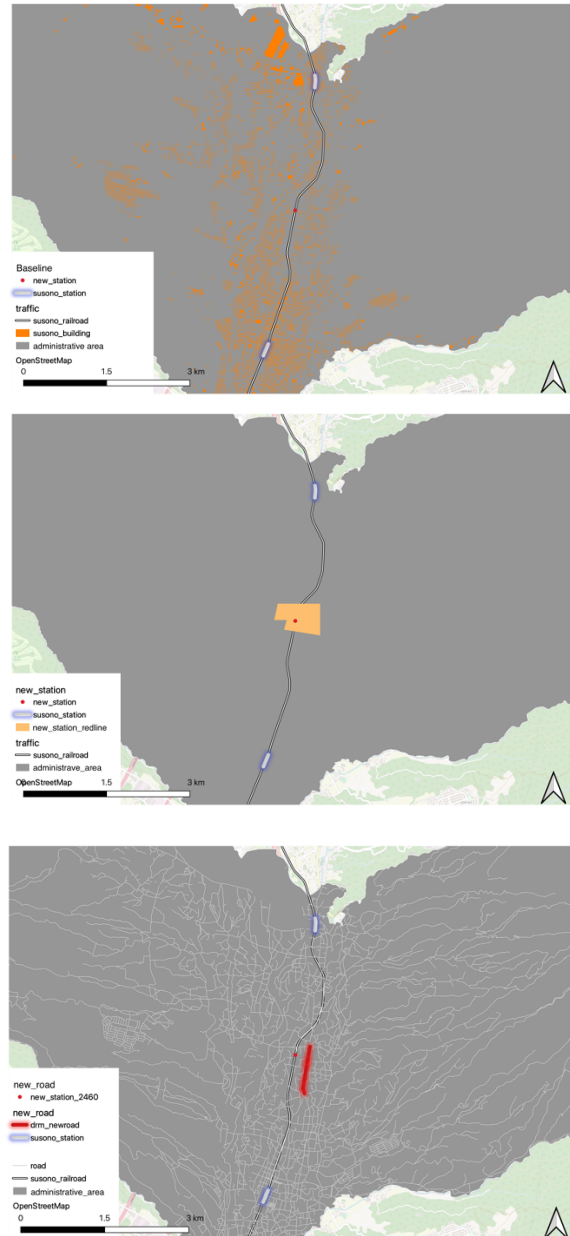 Baseline
new_station
susono_station
traffic
susono_railroad
susono_building
administrative area
OpenStreetMap
0 1.5 3 km
new_station
new_station
susono_station
new_station_redline
traffic
susono_railroad
administrave_area
OpenStreetMap
0 1.5 3 km
new_road
new_station_2460
new_road
drm_newroad
susono_station
road
susono_railroad
administrative_area
OpenStreetMap
0 1.5 3 km